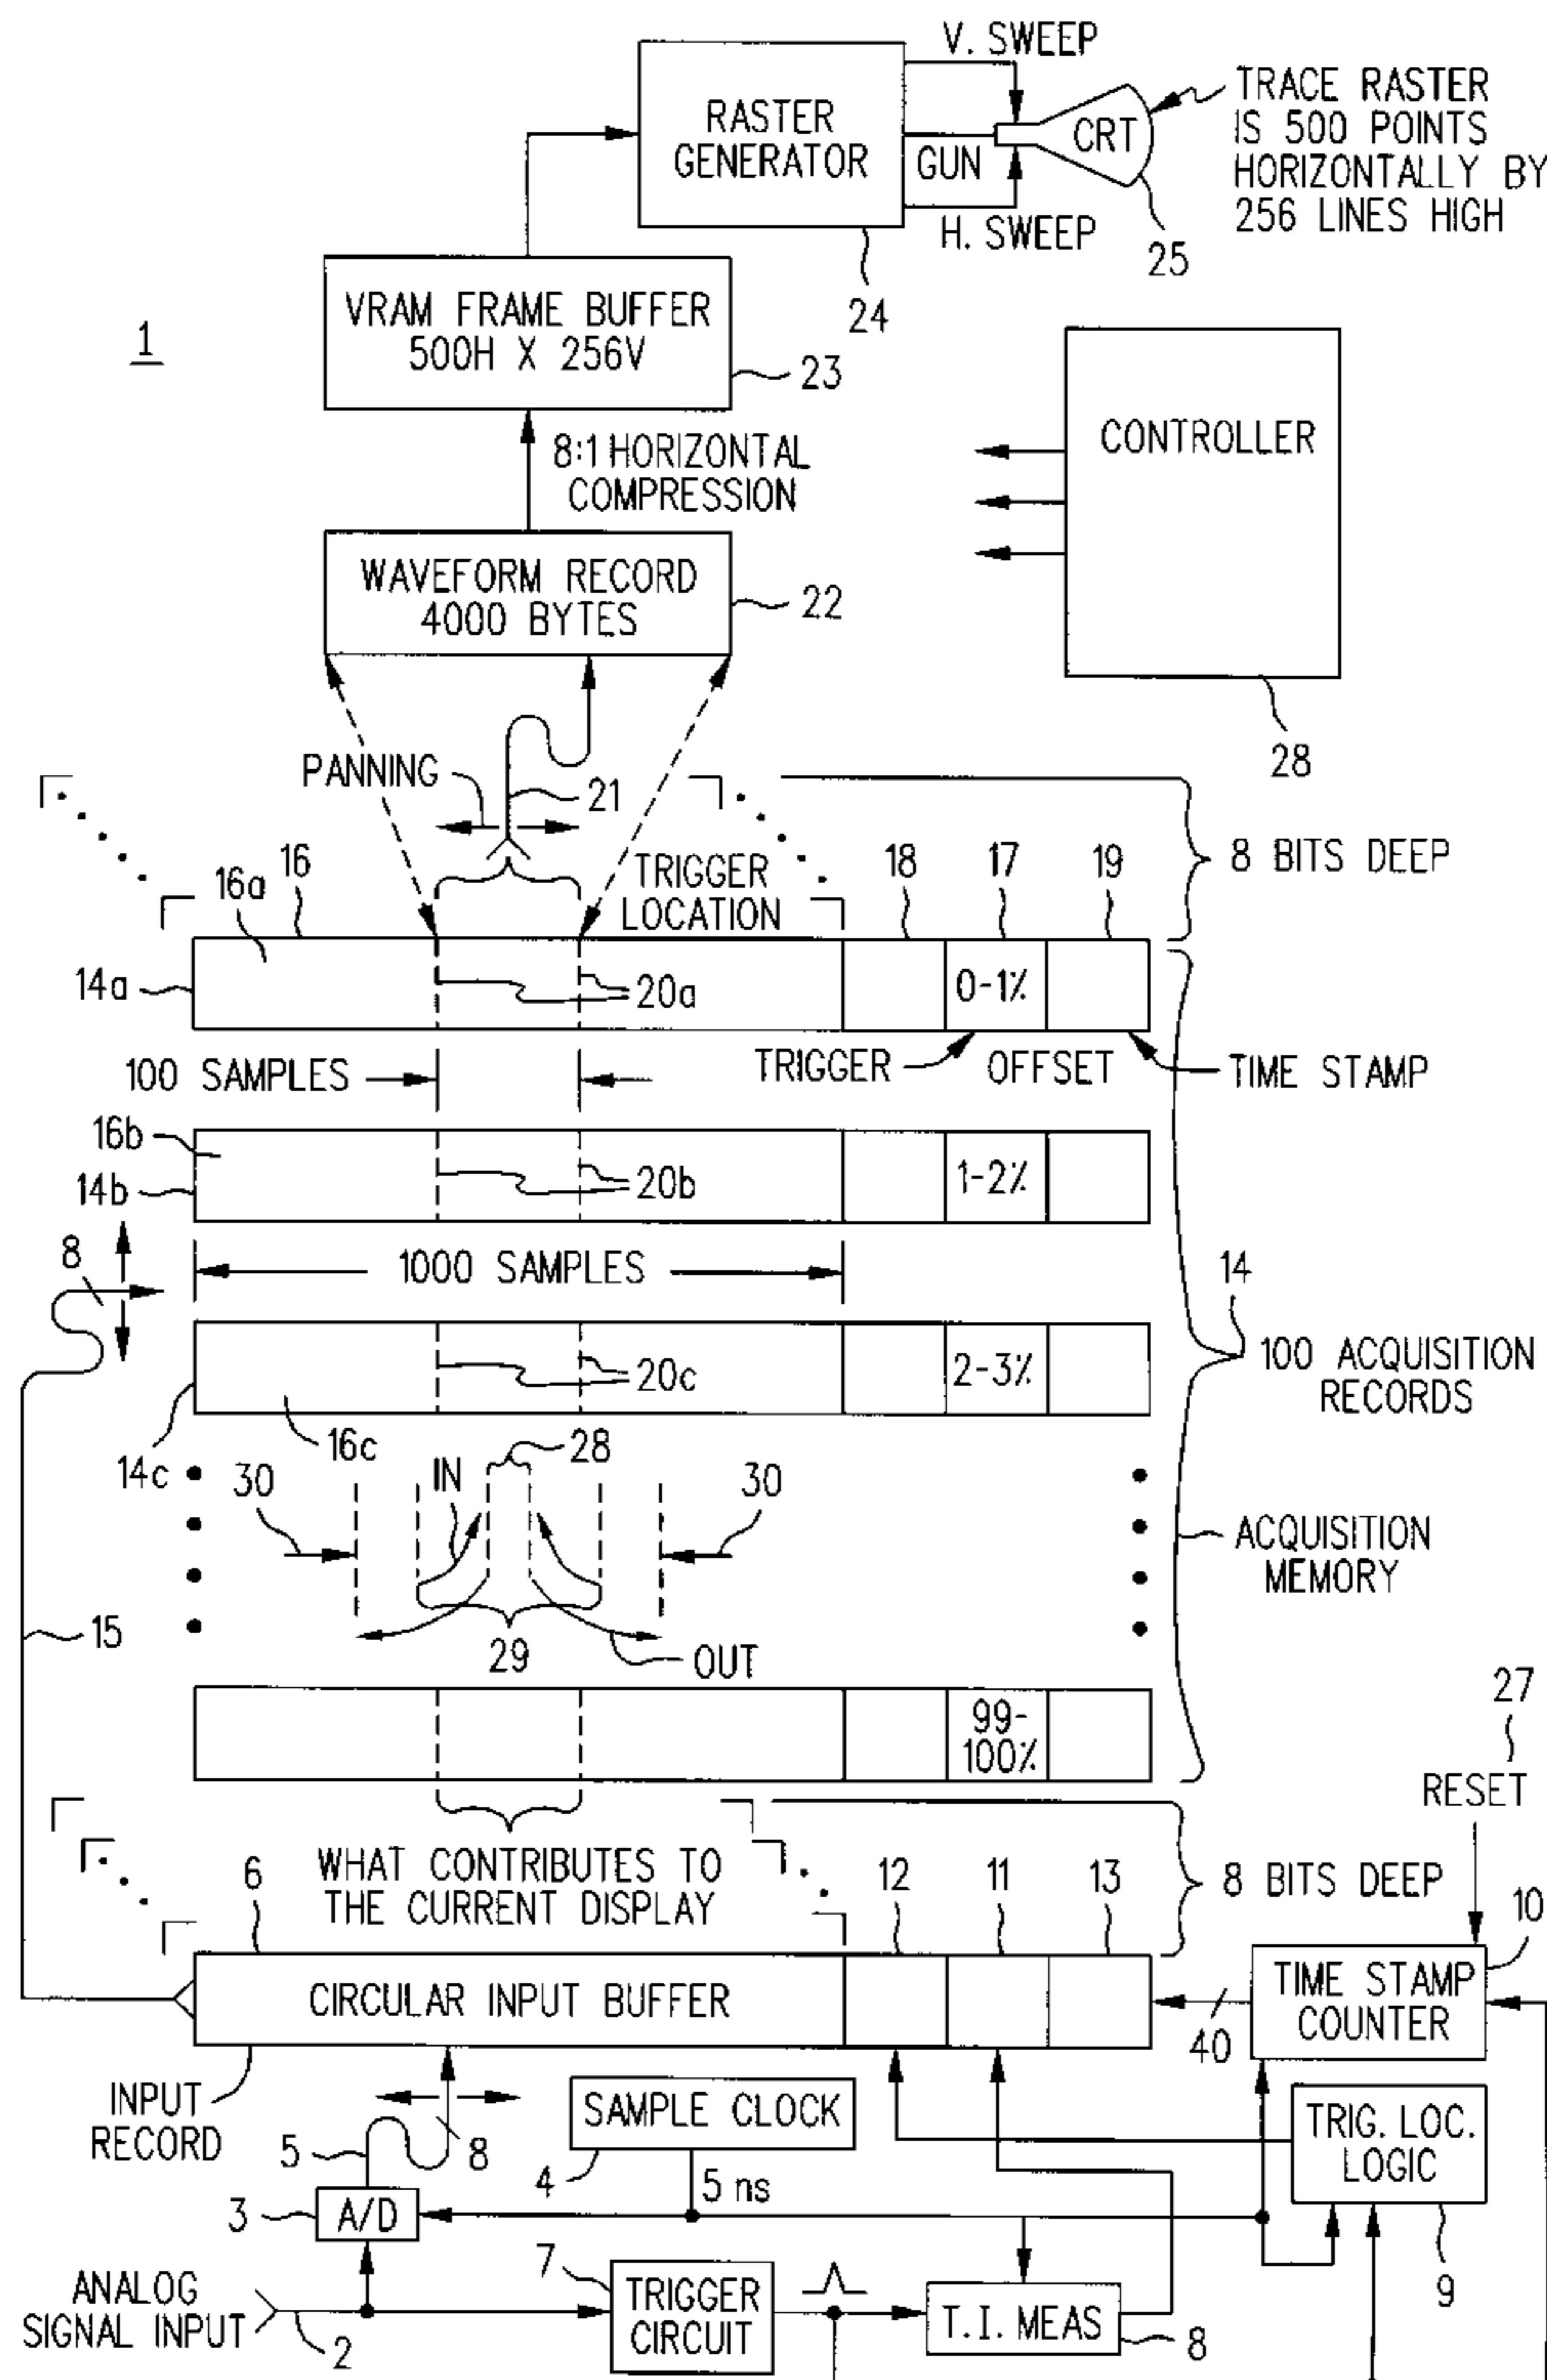 V. SWEEP
RASTER
GENERATOR
GUN
CRT
H. SWEEP
TRACE RASTER
IS 500 POINTS
HORIZONTALLY BY
256 LINES HIGH
25
24
1
VRAM FRAME BUFFER
500H X 256V
23
8:1 HORIZONTAL
COMPRESSION
CONTROLLER
28
WAVEFORM RECORD
4000 BYTES
22
PANNING
21
8 BITS DEEP
16a
16
TRIGGER
LOCATION
18
17
19
14a
20a
0-1%
100 SAMPLES
TRIGGER
OFFSET
TIME STAMP
16b
14b
20b
1-2%
8
1000 SAMPLES
14
100 ACQUISITION
RECORDS
20c
2-3%
14c
16c
28
30
IN
30
ACQUISITION
MEMORY
15
29
OUT
99-
100%
27
RESET
WHAT CONTRIBUTES TO
THE CURRENT DISPLAY
6
12
11
13
8 BITS DEEP
10
CIRCULAR INPUT BUFFER
40
TIME STAMP
COUNTER
INPUT
RECORD
5
8
SAMPLE CLOCK
4
5 ns
TRIG. LOC.
LOGIC
9
3
A/D
ANALOG
SIGNAL INPUT
2
7
TRIGGER
CIRCUIT
T.I. MEAS
8